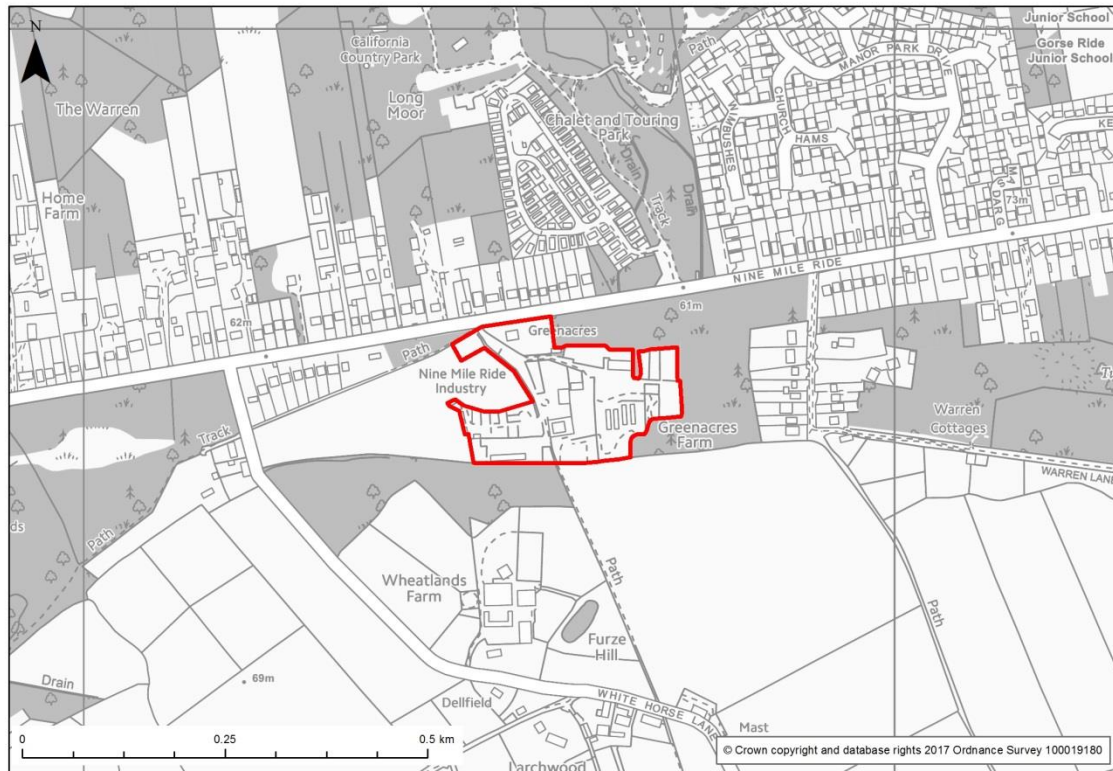 N
The Warren
California
Country Park
Long
Moor
Path
Chalet and Touring
Park
Drain
Track
Drain
NIMBUSHES
CHURCH
HAMS
MANOR PARK DRIVE
Junior School
Gorse Ride
Junior School
73m
Home
Farm
NINE MILE RIDE
61m
62m
Path
Greenacres
Nine Mile Ride
Industry
Greenacres
Farm
Warren
Cottages
WARREN LANE
Track
Path
Path
Path
Wheatlands
Farm
Furze
Hill
Drain
69m
Dellfield
WHITE HORSE LANE
Mast
Larchwood
0
0.25
0.5 km
© Crown copyright and database rights 2017 Ordnance Survey 100019180